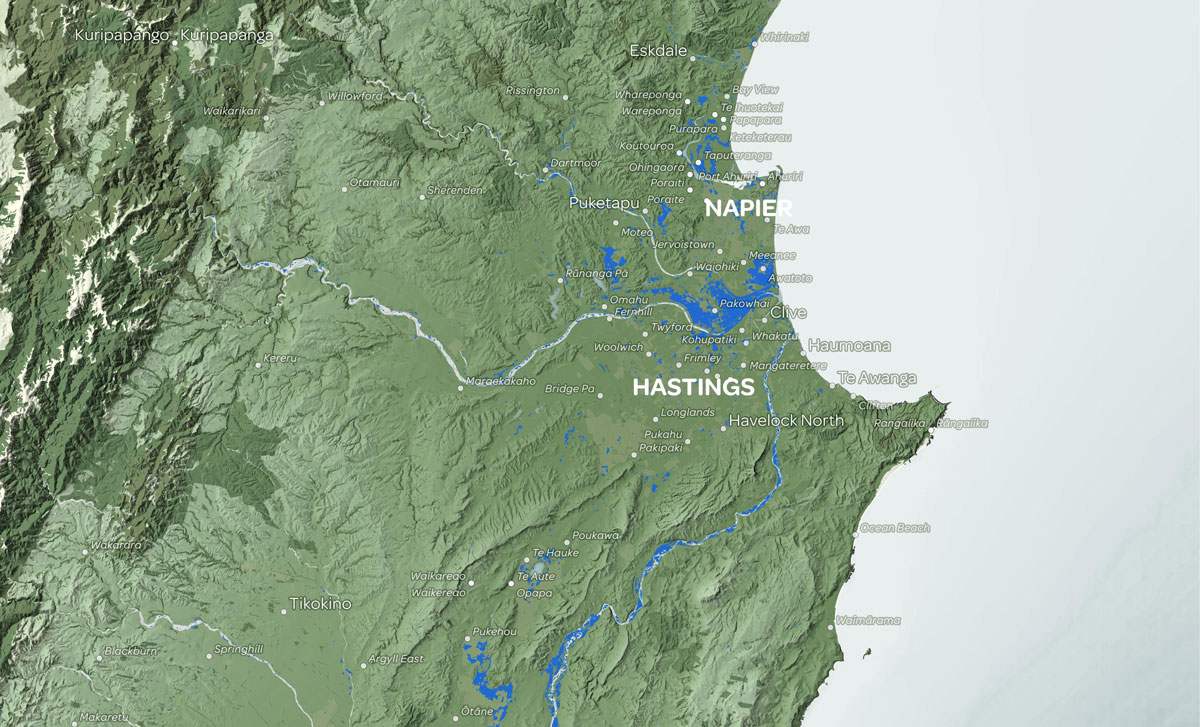 Kuripapango Kuripapanga
Whirinaki
Eskdale
Rissington
Bay View
Willowford
Whareponga
Te Ihuotekai
Waikarikari
Wareponga
Papapara
Purapara
Keteketerau
Koutouroa
Taputeranga
Dartmoor
Ohingaora
Port Ahuriri
Ahuriri
Otamauri
Sherenden
Poraiti
Puketapu
Poraite
NAPIER
Moteo
Te Awa
Jervoistown
Meeanee
Waiohiki
Rūnanga Pā
Awatoto
Omahu
Pakowhai
Fernhill
Clive
Twyford
Kohupatiki
Whakatu
Woolwich
Haumoana
Frimley
Kereru
Mangateretere
Maraekakaho
Bridge Pa
HASTINGS
Te Awanga
Clifton
Longlands
Havelock North
Rangaiika
Rangaiika
Pukahu
Pakipaki
Ocean Beach
Poukawa
Wakarara
Te Hauke
Waikareao
Te Aute
Waikereao
Opapa
Tikokino
Waimārama
Pukehou
Blackburn
Springhill
Argyll East
Ōtāne
Makaretu